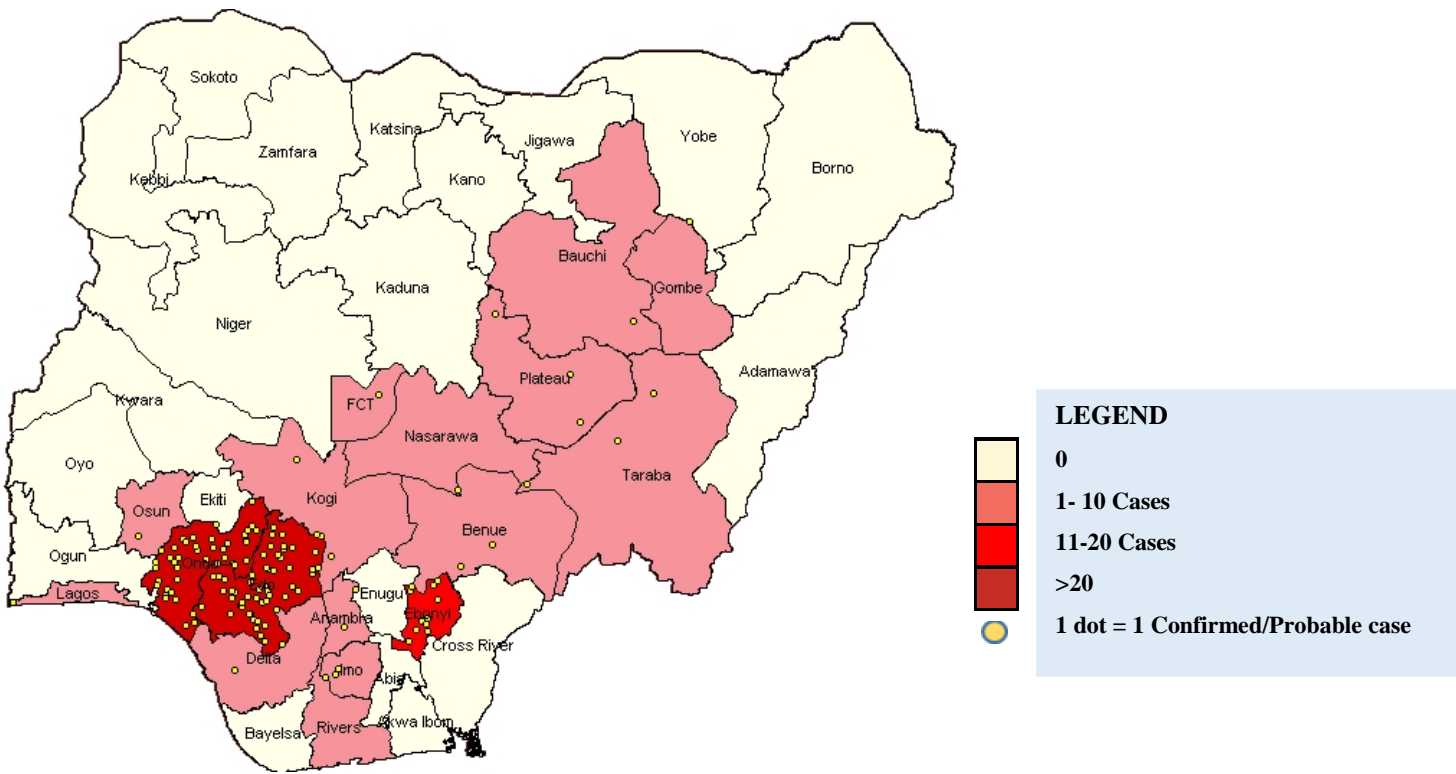 Sokoto
Katsina
Yobe
Jigawa
Zamfara
Borno
Kebbi
Kano
Bauchi
Kaduna
Gombe
Niger
Adamawa
Plateau
Kwara
FCT
Nasarawa
Oyo
Taraba
Ekiti
Kogi
Osun
Benue
Ogun
Ondo
Edo
Lagos
Enugu
Ebonyi
Anambra
Cross River
Delta
Imo
Abia
Akwa Ibom
Rivers
Bayelsa
LEGEND
0
1- 10 Cases
11-20 Cases
>20
1 dot = 1 Confirmed/Probable case